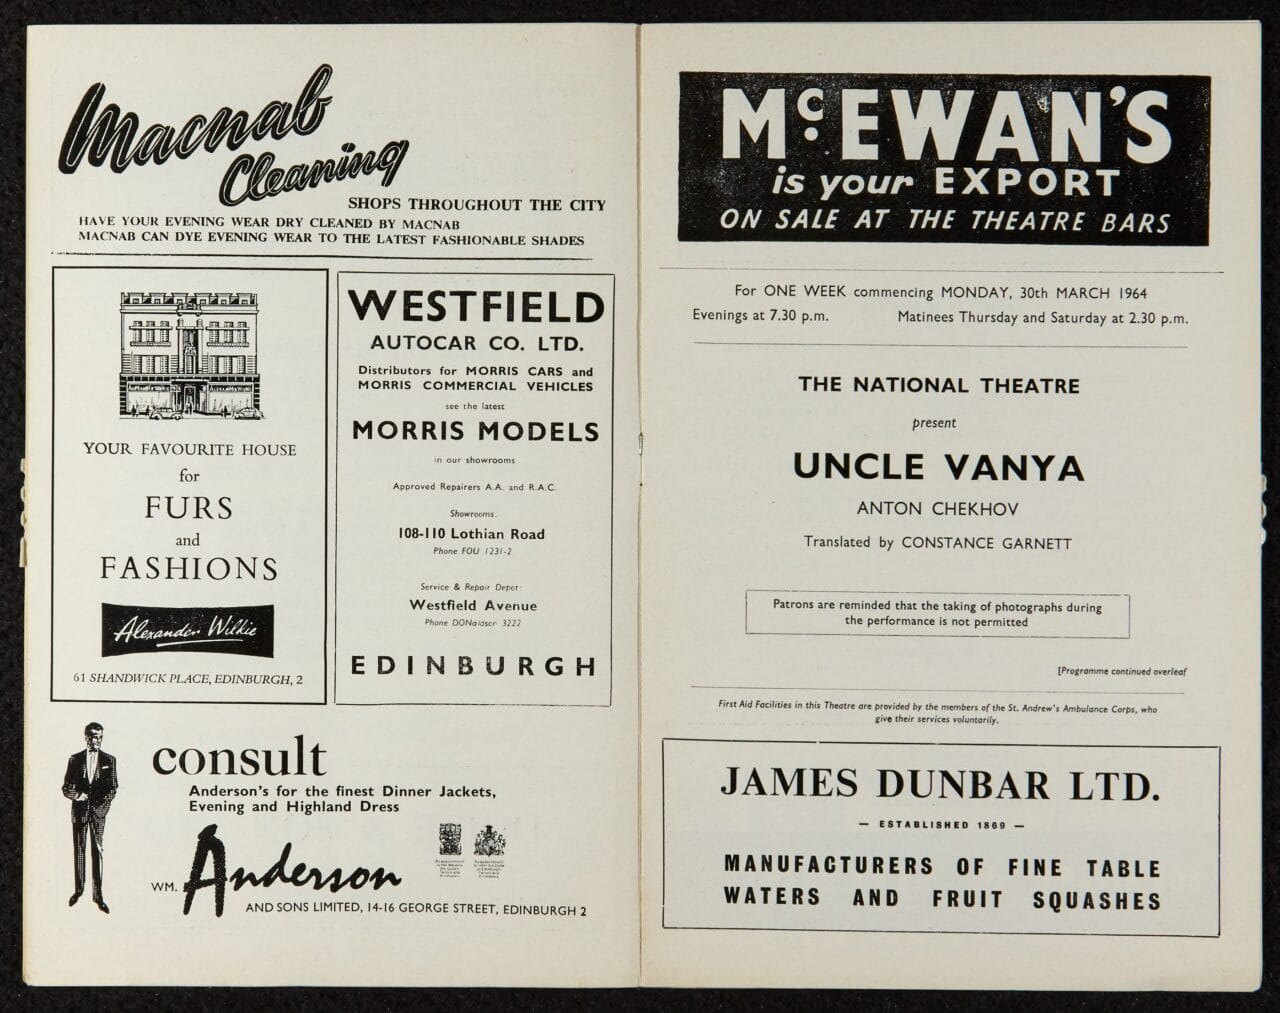 Macnab
Cleaning
SHOPS THROUGHOUT THE CITY
HAVE YOUR EVENING WEAR DRY CLEANED BY MACNAB
MACNAB CAN DYE EVENING WEAR TO THE LATEST FASHIONABLE SHADES
YOUR FAVOURITE HOUSE
for
FURS
and
FASHIONS
Alexander Wilkie
61 SHANDWICK PLACE, EDINBURGH, 2
WESTFIELD
AUTOCAR CO. LTD.
Distributors for MORRIS CARS and
MORRIS COMMERCIAL VEHICLES
see the latest
MORRIS MODELS
in our showrooms
Approved Repairers A.A. and R.A.C.
Showrooms.
108-110 Lothian Road
Phone FOU 1231-2
Service & Repair Depot:
Westfield Avenue
Phone DONaldson 3222
EDINBURGH
consult
Anderson's for the finest Dinner Jackets,
Evening and Highland Dress
WM. Anderson
AND SONS LIMITED, 14-16 GEORGE STREET, EDINBURGH 2
McEWAN'S
is your EXPORT
ON SALE AT THE THEATRE BARS
For ONE WEEK commencing MONDAY, 30th MARCH 1964
Evenings at 7.30 p.m. Matinees Thursday and Saturday at 2.30 p.m.
THE NATIONAL THEATRE
present
UNCLE VANYA
ANTON CHEKHOV
Translated by CONSTANCE GARNETT
Patrons are reminded that the taking of photographs during
the performance is not permitted
[Programme continued overleaf
First Aid Facilities in this Theatre are provided by the members of the St. Andrew's Ambulance Corps, who
give their services voluntarily.
JAMES DUNBAR LTD.
— ESTABLISHED 1869 —
MANUFACTURERS OF FINE TABLE
WATERS AND FRUIT SQUASHES